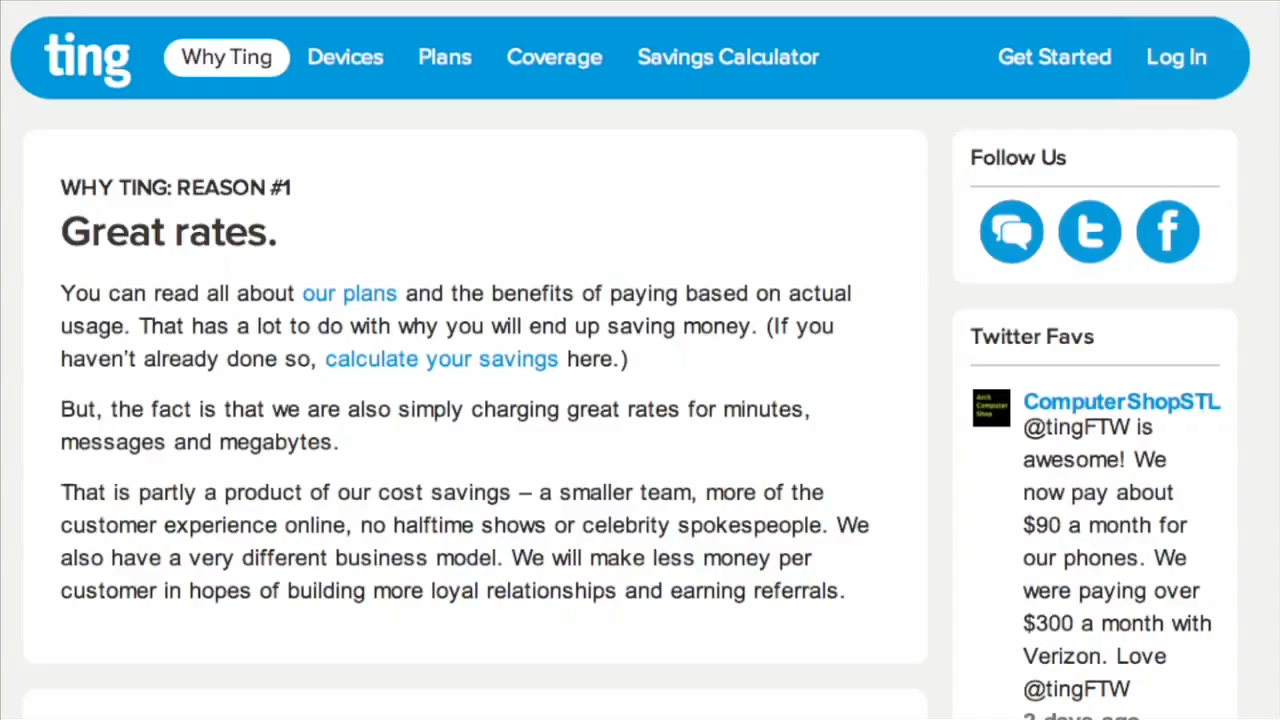 ting
Why Ting
Devices
Plans
Coverage
Savings Calculator
Get Started
Log In
WHY TING: REASON #1
Great rates.
You can read all about our plans and the benefits of paying based on actual
usage. That has a lot to do with why you will end up saving money. (If you
haven't already done so, calculate your savings here.)
But, the fact is that we are also simply charging great rates for minutes,
messages and megabytes.
That is partly a product of our cost savings – a smaller team, more of the
customer experience online, no halftime shows or celebrity spokespeople. We
also have a very different business model. We will make less money per
customer in hopes of building more loyal relationships and earning referrals.
Follow Us
Twitter Favs
Arch
Computer
Shop
ComputerShopSTL
@tingFTW is
awesome! We
now pay about
$90 a month for
our phones. We
were paying over
$300 a month with
Verizon. Love
@tingFTW
days ago